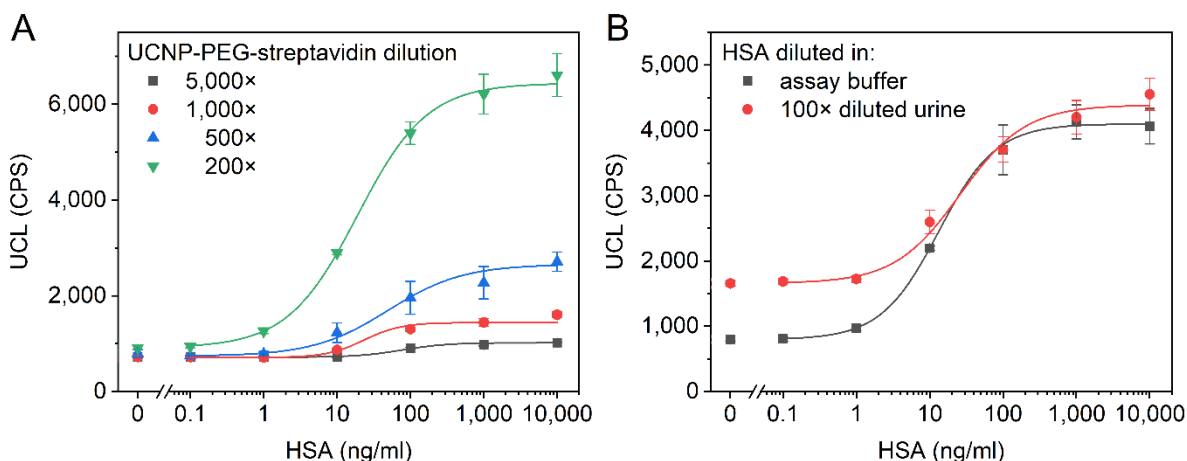 A
UCNP-PEG-streptavidin dilution
5,000×
1,000×
500×
200×
UCL (CPS)
6,000
4,000
2,000
0
0 0.1 1 10 100 1,000 10,000
HSA (ng/ml)
B
HSA diluted in:
assay buffer
100× diluted urine
UCL (CPS)
5,000
4,000
3,000
2,000
1,000
0
0 0.1 1 10 100 1,000 10,000
HSA (ng/ml)